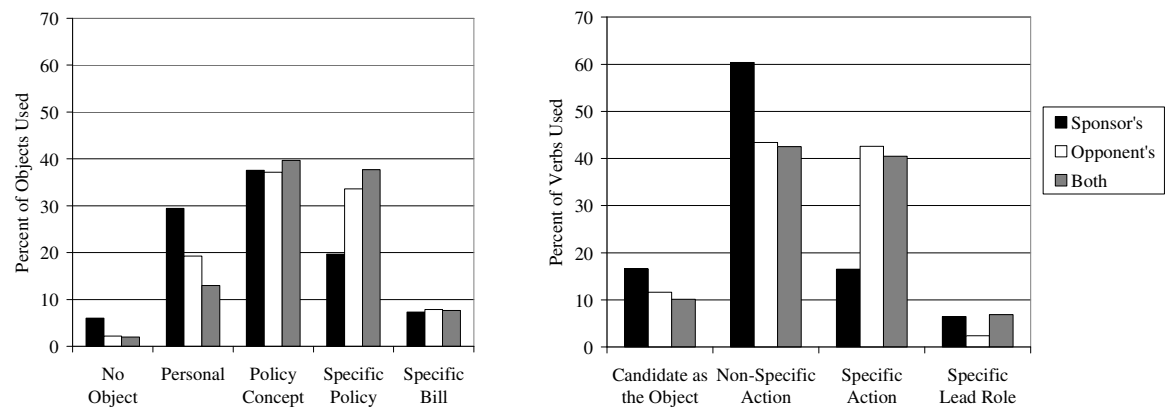 Percent of Objects Used
70
60
50
40
30
20
10
0
No
Object
Personal
Policy
Concept
Specific
Policy
Specific
Bill
Percent of Verbs Used
70
60
50
40
30
20
10
0
Candidate as
the Object
Non-Specific
Action
Specific
Action
Specific
Lead Role
Sponsor's
Opponent's
Both